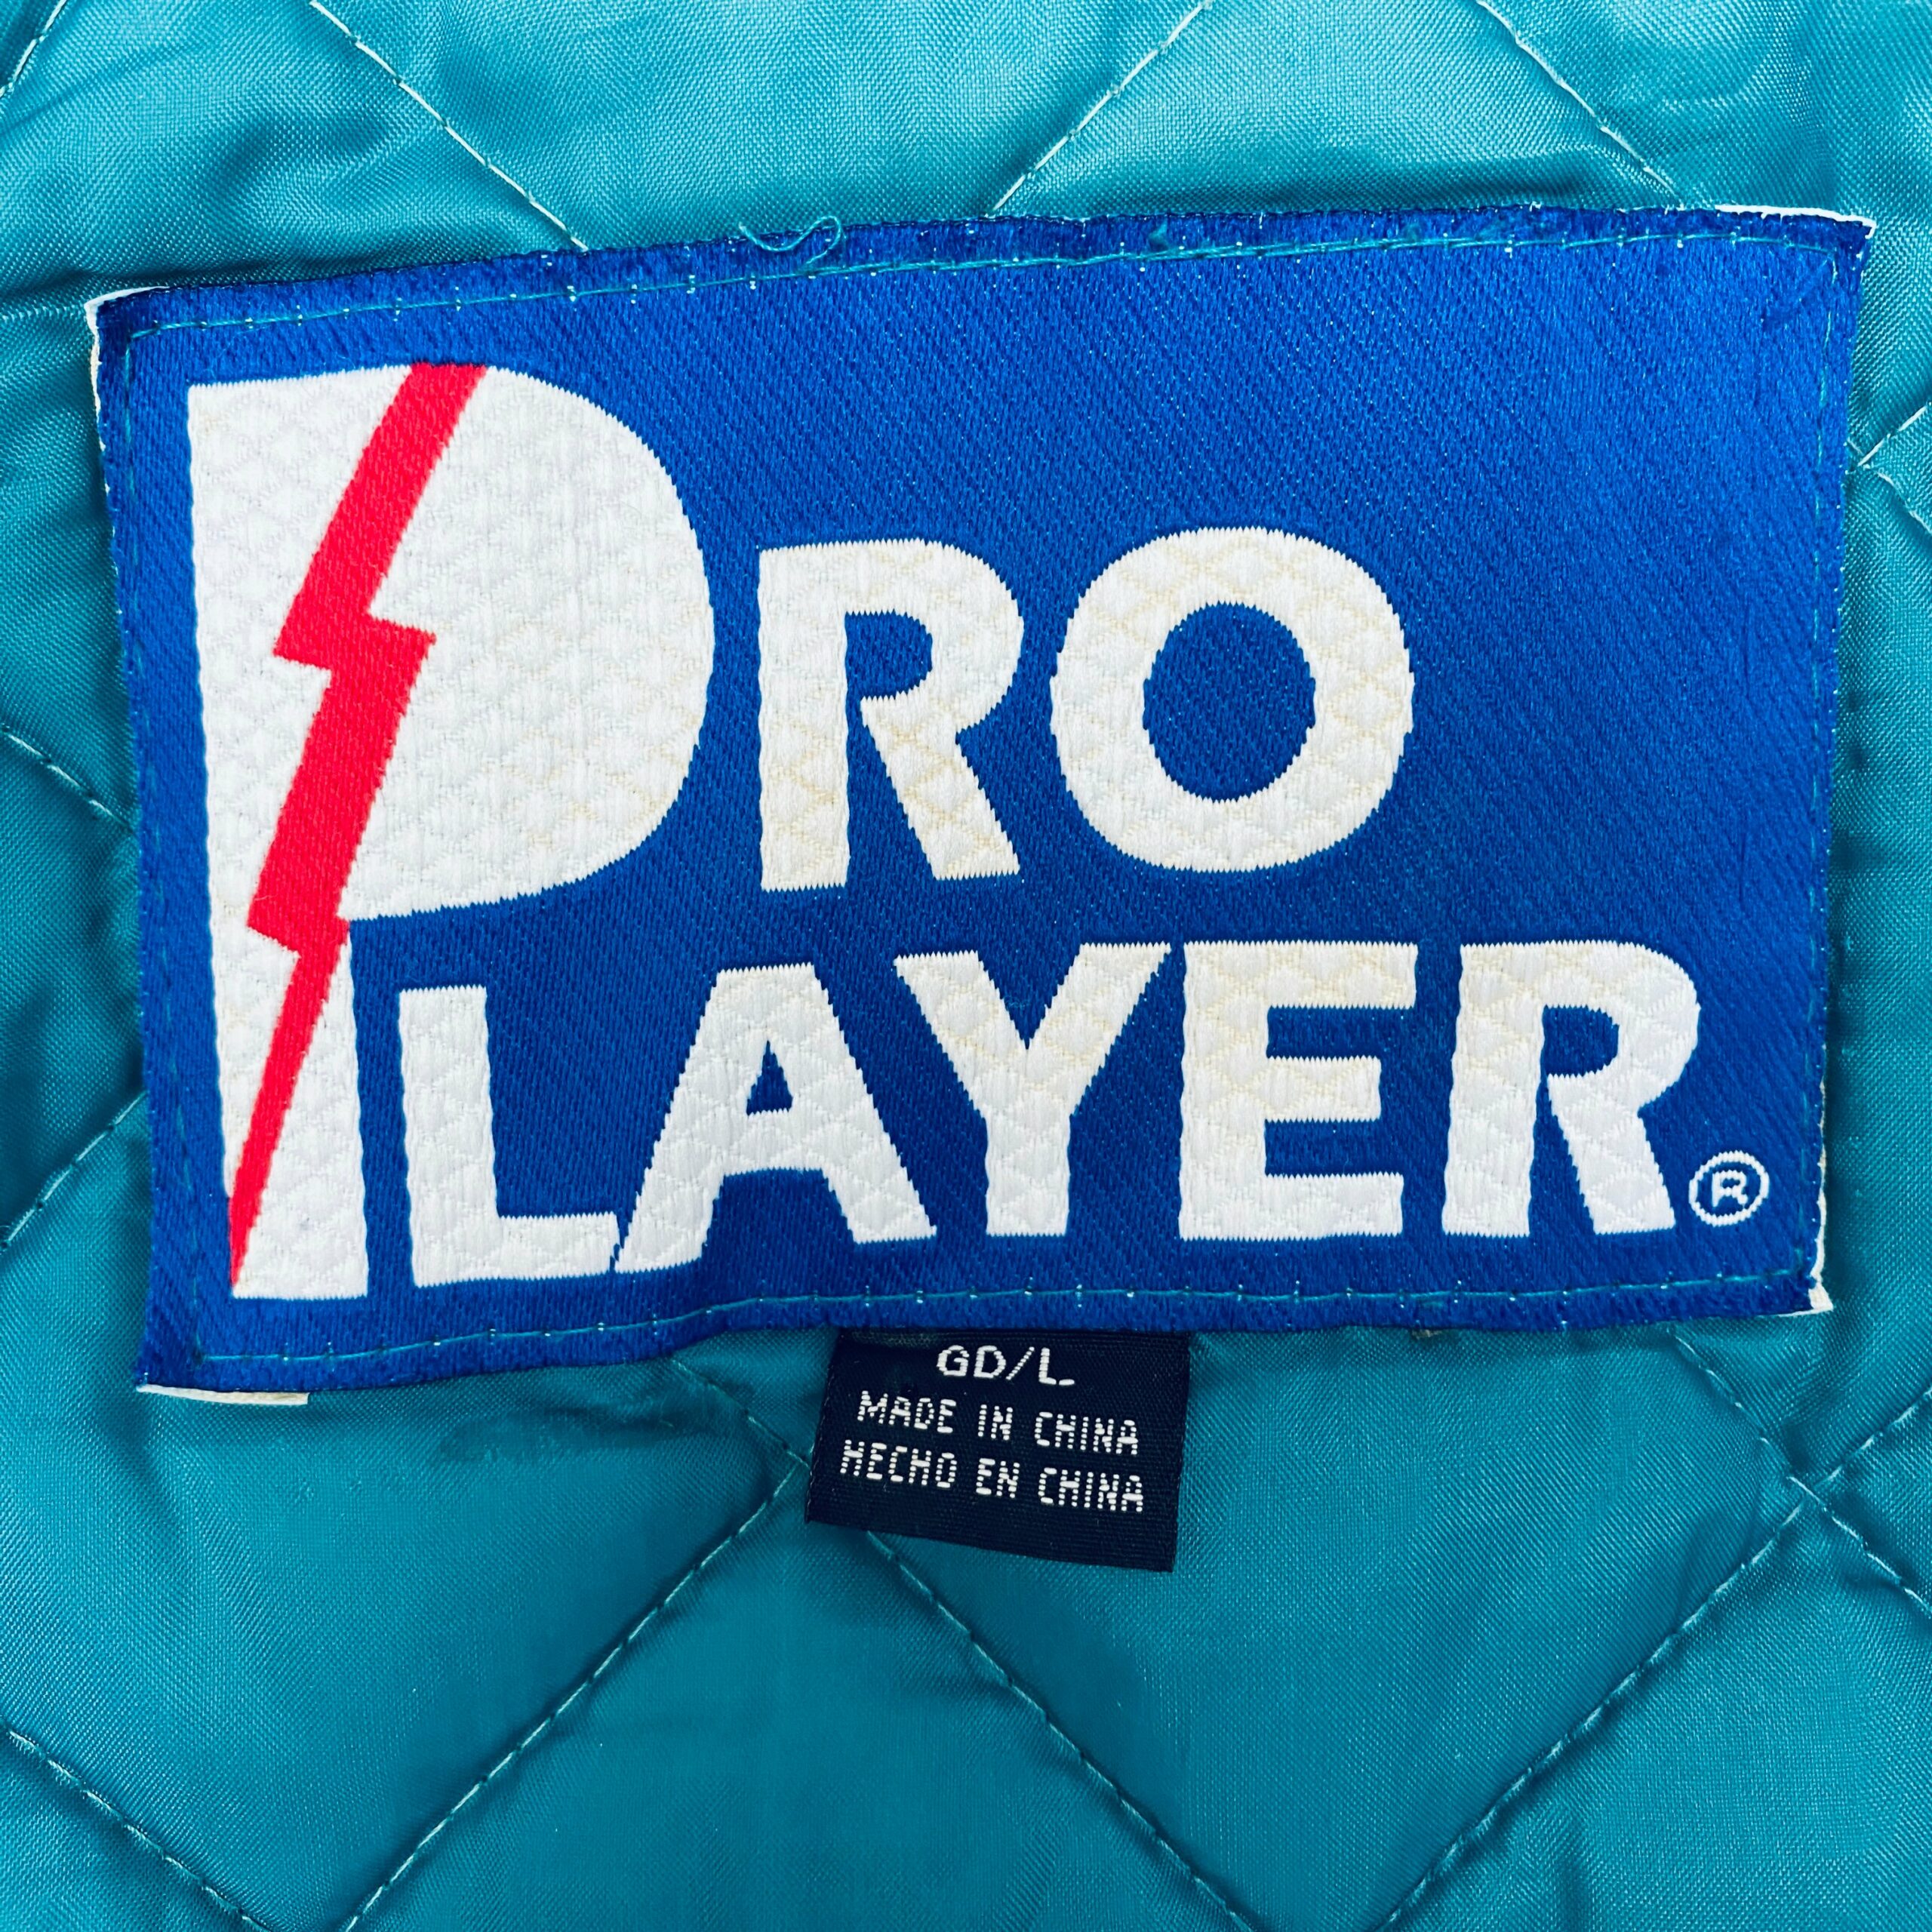 PRO
PLAYER®
GD/L
MADE IN CHINA
HECHO EN CHINA